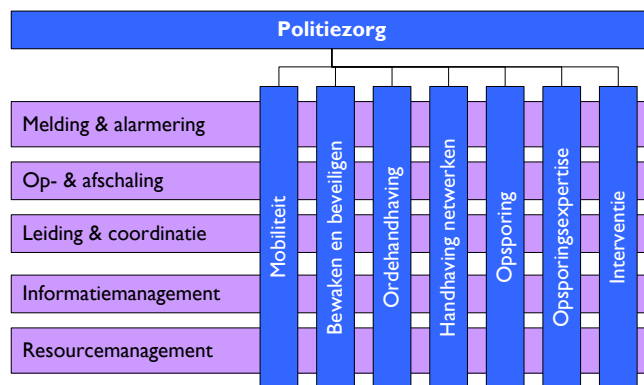 Politiezorg
Melding & alarmering
Op- & afschaling
Leiding & coordinatie
Informatiemanagement
Resourcemanagement
Mobiliteit
Bewaken en beveiligen
Ordehandhaving
Handhaving netwerken
Opsporing
Opsporingsexpertise
Interventie